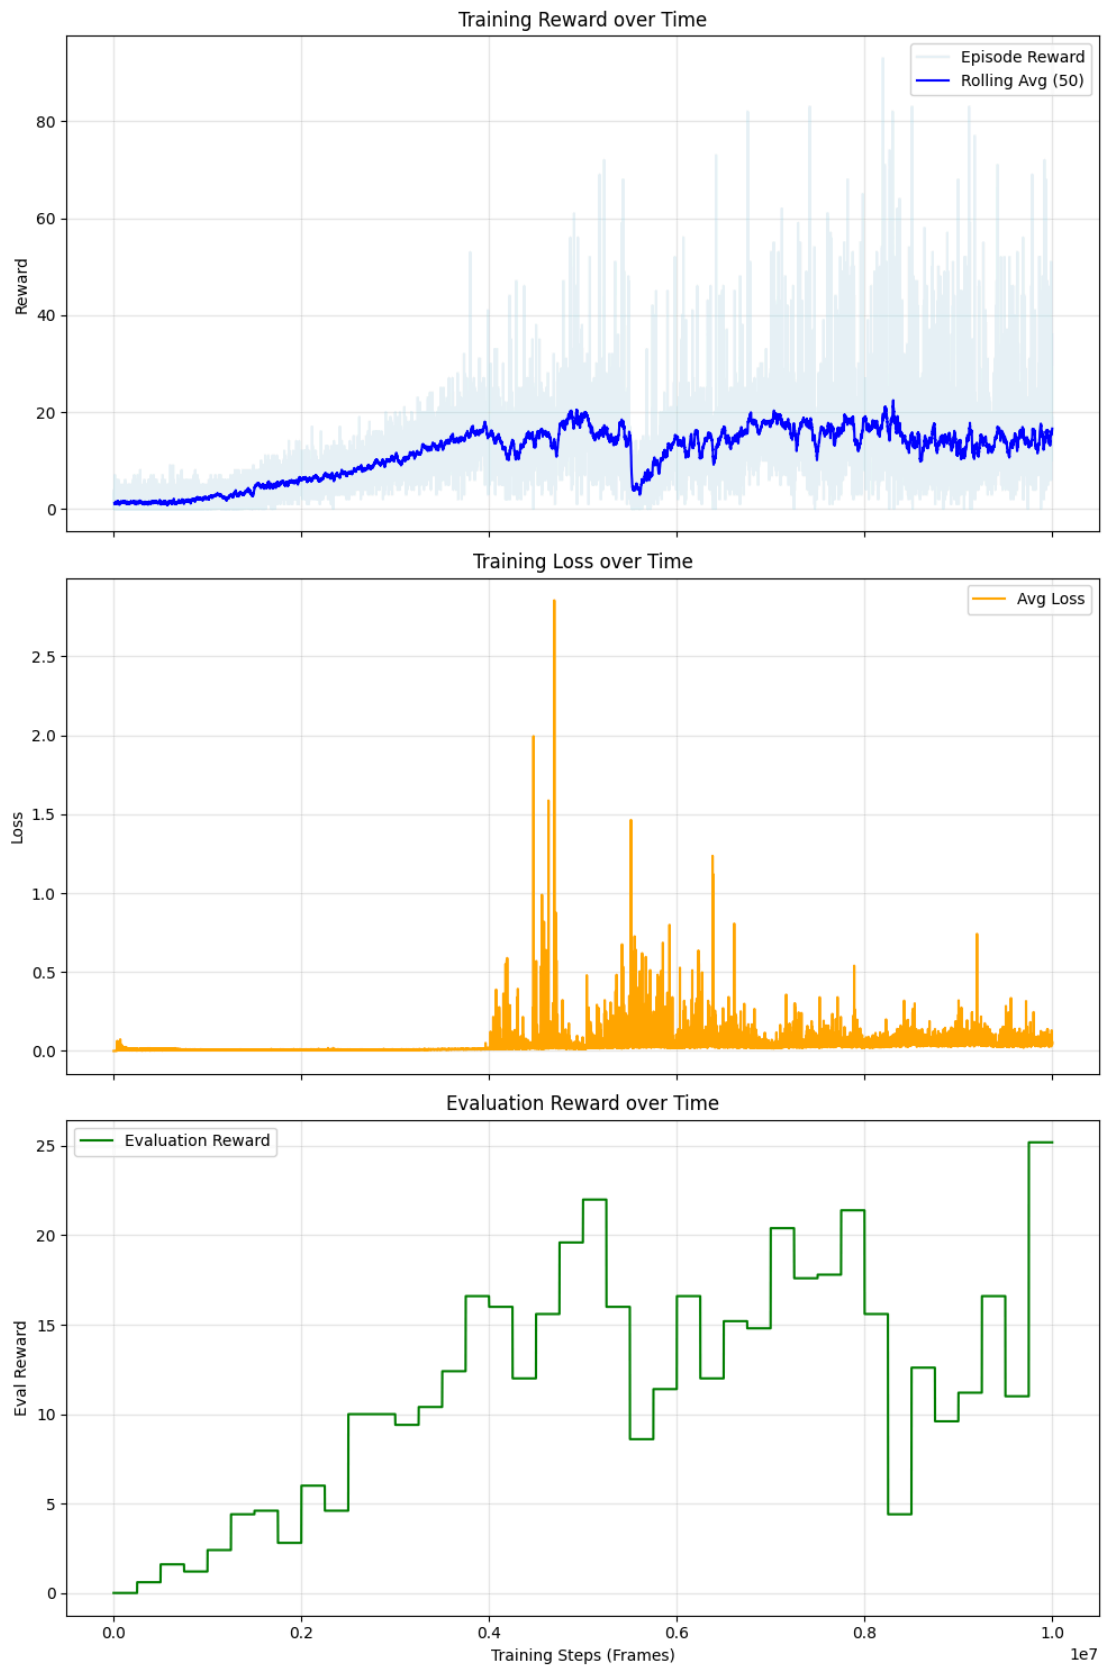 Training Reward over Time
Episode Reward
Rolling Avg (50)
Reward
80
60
40
20
0
Training Loss over Time
Avg Loss
Loss
2.5
2.0
1.5
1.0
0.5
0.0
Evaluation Reward over Time
Evaluation Reward
Eval Reward
25
20
15
10
5
0
0.0 0.2 0.4 0.6 0.8 1.0
1e7
Training Steps (Frames)